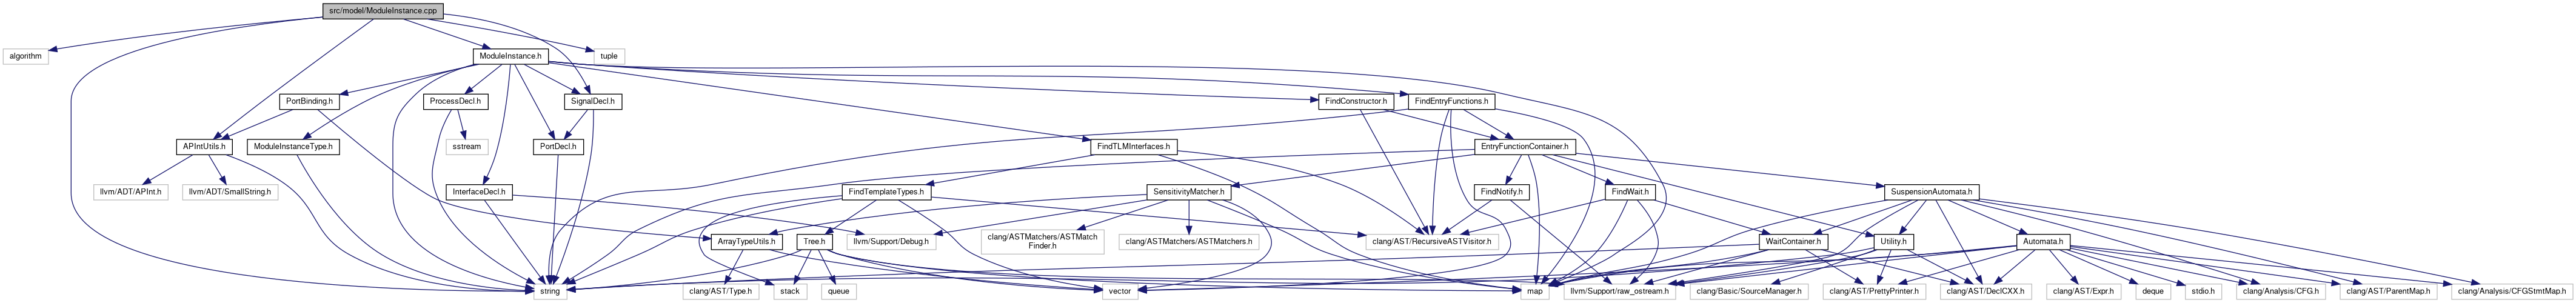 src/model/ModuleInstance.cpp
algorithm
ModuleInstance.h
tuple
PortBinding.h
ProcessDecl.h
SignalDecl.h
FindConstructor.h
FindEntryFunctions.h
APIntUtils.h
ModuleInstanceType.h
sstream
PortDecl.h
FindTLMInterfaces.h
EntryFunctionContainer.h
llvm/ADT/APInt.h
llvm/ADT/SmallString.h
InterfaceDecl.h
FindTemplateTypes.h
SensitivityMatcher.h
FindNotify.h
FindWait.h
SuspensionAutomata.h
ArrayTypeUtils.h
Tree.h
llvm/Support/Debug.h
clang/ASTMatchers/ASTMatch
Finder.h
clang/ASTMatchers/ASTMatchers.h
clang/AST/RecursiveASTVisitor.h
WaitContainer.h
Utility.h
Automata.h
string
clang/AST/Type.h
stack
queue
vector
map
llvm/Support/raw_ostream.h
clang/Basic/SourceManager.h
clang/AST/PrettyPrinter.h
clang/AST/DeclCXX.h
clang/AST/Expr.h
deque
stdio.h
clang/Analysis/CFG.h
clang/AST/ParentMap.h
clang/Analysis/CFGStmtMap.h